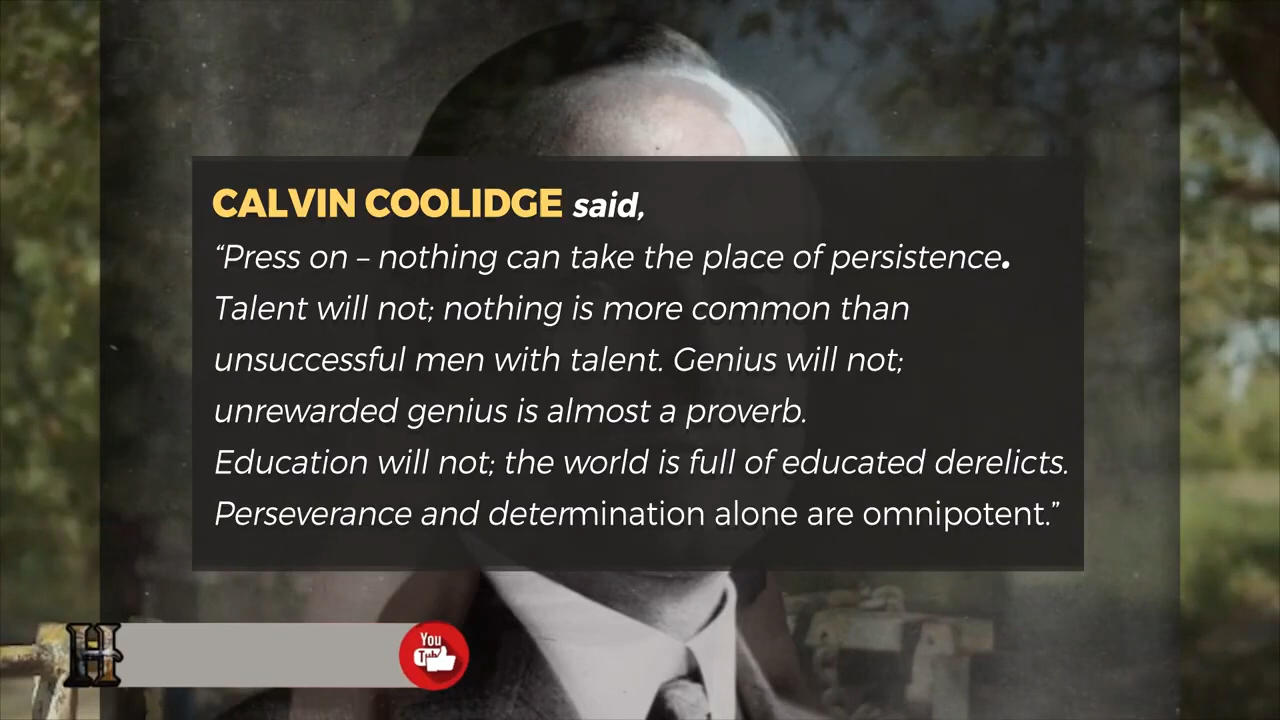 CALVIN COOLIDGE said,
“Press on – nothing can take the place of persistence.
Talent will not; nothing is more common than
unsuccessful men with talent. Genius will not;
unrewarded genius is almost a proverb.
Education will not; the world is full of educated derelicts.
Perseverance and determination alone are omnipotent.”
H
You
Tube